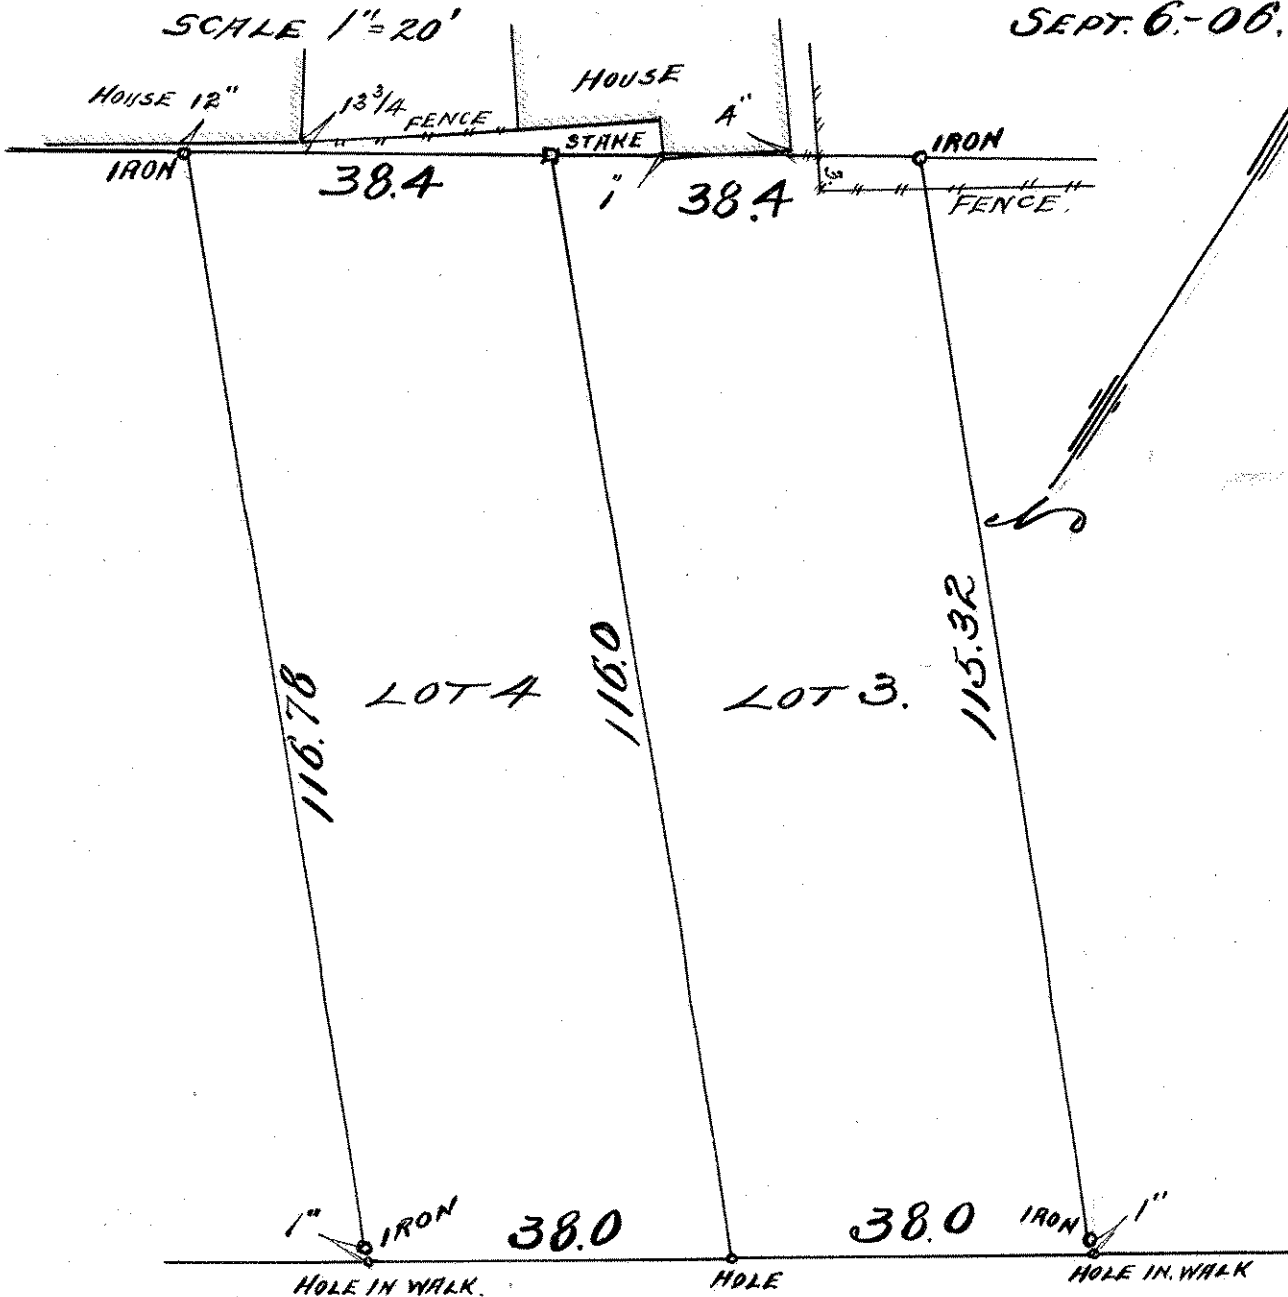 SCALE 1"=20'
SEPT. 6.-06.
HOUSE 12"
13 3/4
FENCE
HOUSE
4"
STAKE
IRON
IRON
38.4
1"
38.4
3.
FENCE.
N
116.78
LOT 4
116.0
LOT 3.
115.32
1"
IRON
38.0
38.0
IRON
1"
HOLE IN WALK.
HOLE
HOLE IN. WALK